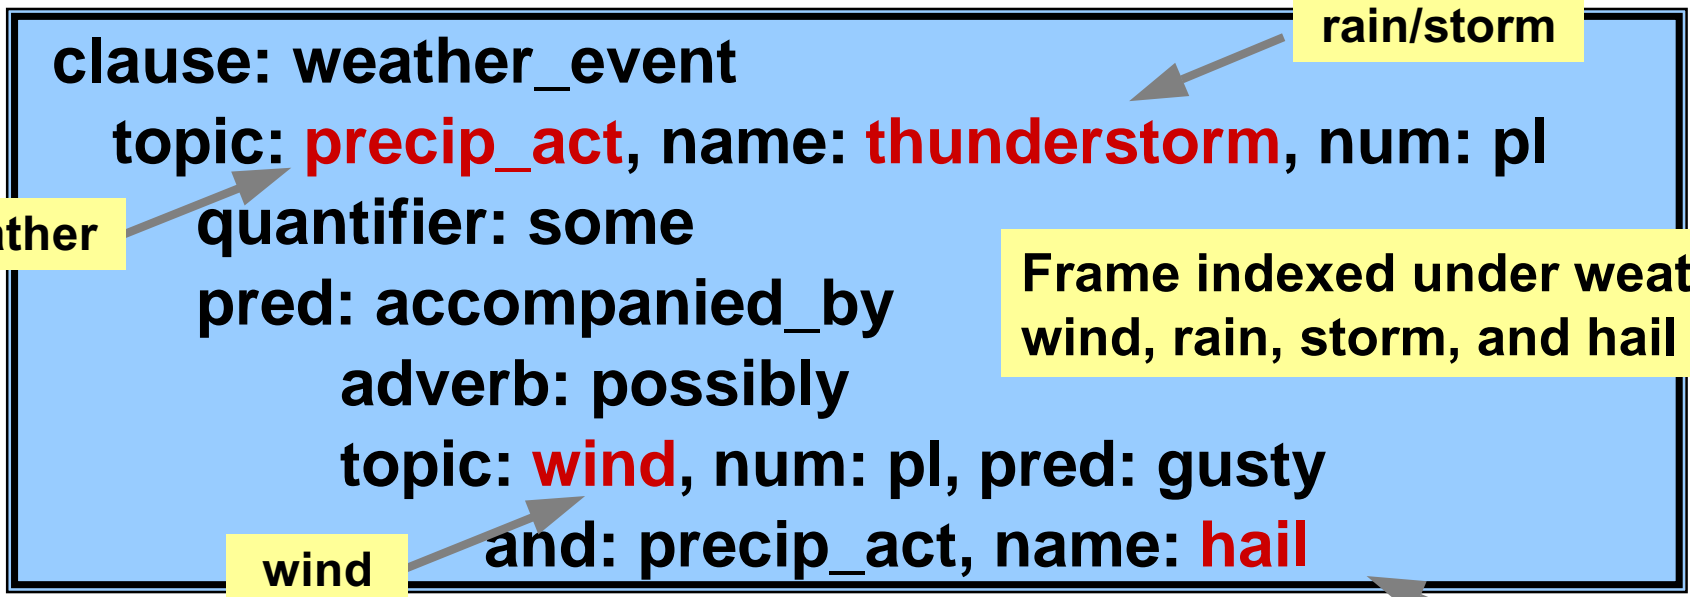 rain/storm
clause: weather_event
topic: precip_act, name: thunderstorm, num: pl
quantifier: some
ather
Frame indexed under weat
pred: accompanied_by
wind, rain, storm, and hail
adverb: possibly
topic: wind, num: pl, pred: gusty
and: precip_act, name: hail
wind